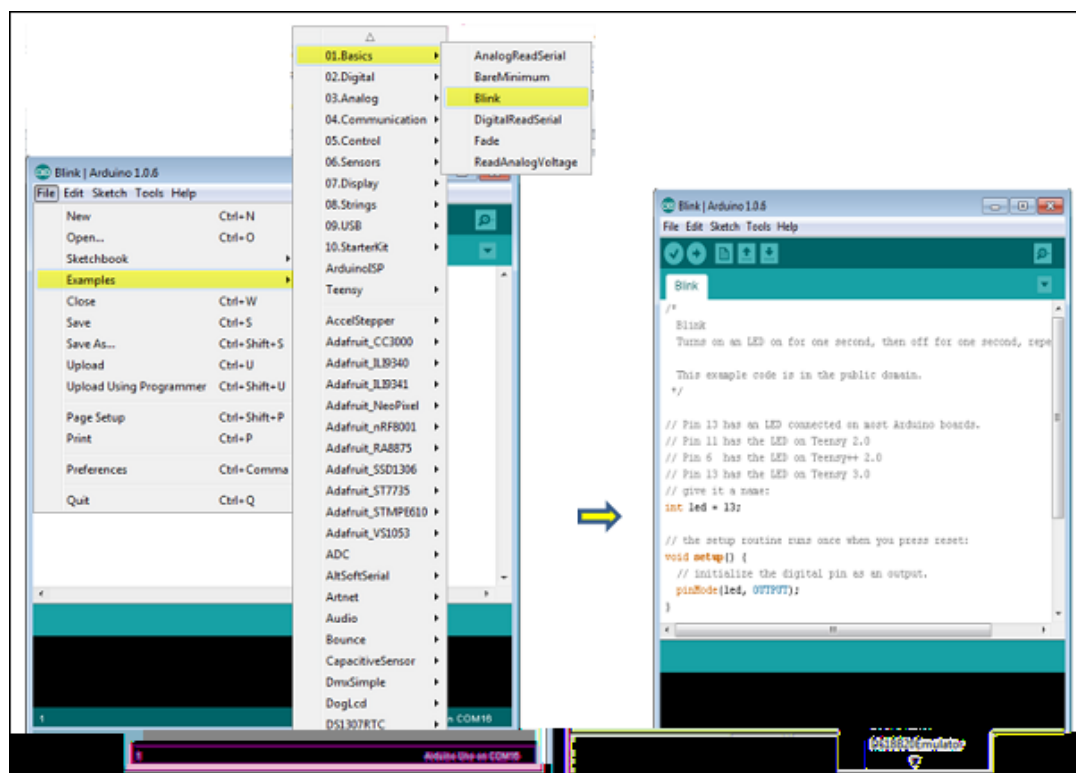 01.Basics
02.Digital
03.Analog
04.Communication
05.Control
06.Sensors
07.Display
08.Strings
09.USB
10.StarterKit
ArduinoISP
Teensy
AccelStepper
Adafruit_CC3000
Adafruit_ILI9340
Adafruit_ILI9341
Adafruit_NeoPixel
Adafruit_nRF8001
Adafruit_RA8875
Adafruit_SSD1306
Adafruit_ST7735
Adafruit_STMPE610
Adafruit_VS1053
ADC
AltSoftSerial
Artnet
Audio
Bounce
CapacitiveSensor
DmxSimple
DogLcd
DS1307RTC
AnalogReadSerial
BareMinimum
Blink
DigitalReadSerial
Fade
ReadAnalogVoltage
Blink | Arduino 1.0.6
File Edit Sketch Tools Help
New Ctrl+N
Open... Ctrl+O
Sketchbook
Examples
Close Ctrl+W
Save Ctrl+S
Save As... Ctrl+Shift+S
Upload Ctrl+U
Upload Using Programmer Ctrl+Shift+U
Page Setup Ctrl+Shift+P
Print Ctrl+P
Preferences Ctrl+Comma
Quit Ctrl+Q
1 on COM16
Blink | Arduino 1.0.6
File Edit Sketch Tools Help
Blink
/*
Blink
Turns on an LED on for one second, then off for one second, repe
This example code is in the public domain.
*/
// Pin 13 has an LED connected on most Arduino boards.
// Pin 11 has the LED on Teensy 2.0
// Pin 6 has the LED on Teensy++ 2.0
// Pin 13 has the LED on Teensy 3.0
// give it a name:
int led = 13;
// the setup routine runs once when you press reset:
void setup() {
// initialize the digital pin as an output.
pinMode(led, OUTPUT);
}
1 Arduino Uno on COM16